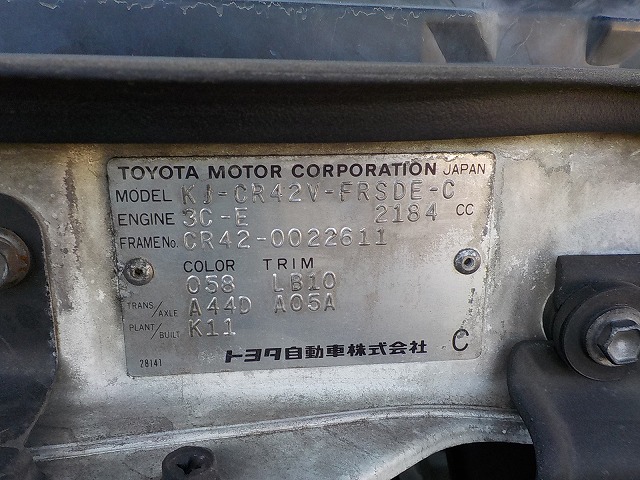 TOYOTA MOTOR CORPORATION JAPAN
MODEL KJ-CR42V-FRSDE-C
ENGINE 3C-E 2184 CC
FRAME No. CR42-0022611
COLOR TRIM
058 LB10
TRANS/AXLE A44D A05A
PLANT/BUILT K11
28141 トヨタ自動車株式会社 C